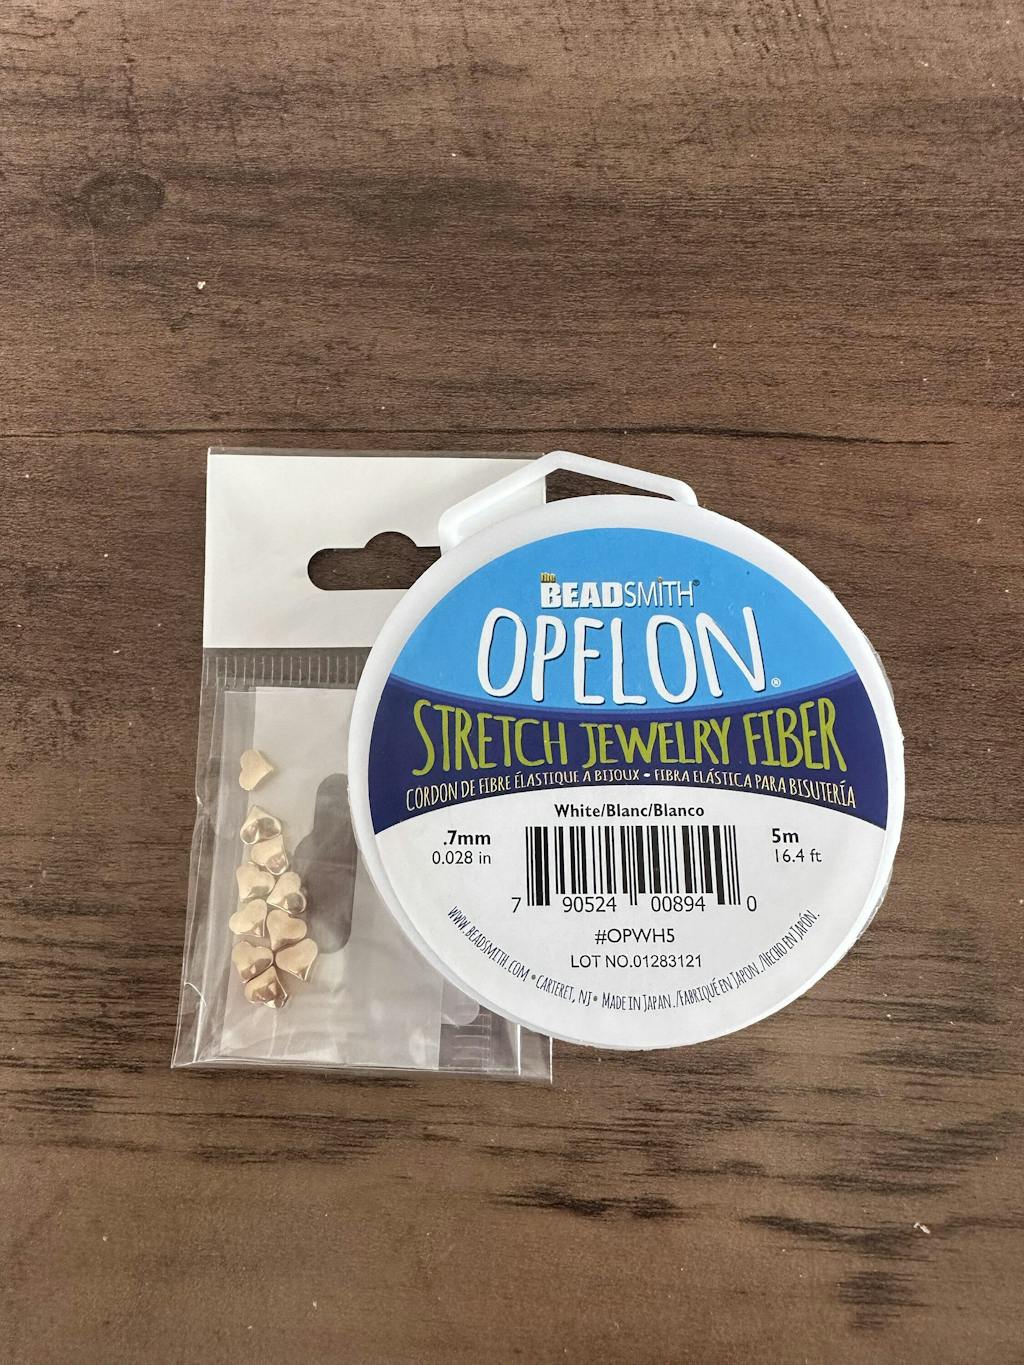 the
BEADSMITH®
OPELON®
STRETCH JEWELRY FIBER
CORDON DE FIBRE ÉLASTIQUE A BIJOUX • FIBRA ELÁSTICA PARA BISUTERÍA
White/Blanc/Blanco
.7mm
0.028 in
5m
16.4 ft
7 90524 00894 0
#OPWH5
LOT NO.01283121
WWW.BEADSMITH.COM • CARTERET, NJ • MADE IN JAPAN./FABRIQUÉ EN JAPON./HECHO EN JAPÓN.